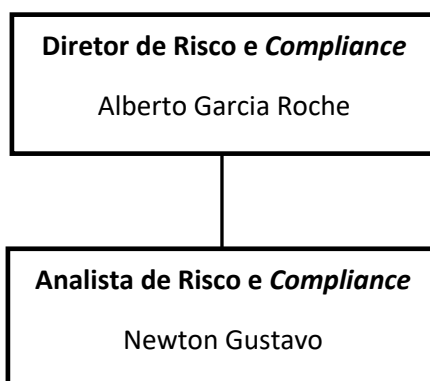 Diretor de Risco e Compliance
Alberto Garcia Roche
Analista de Risco e Compliance
Newton Gustavo